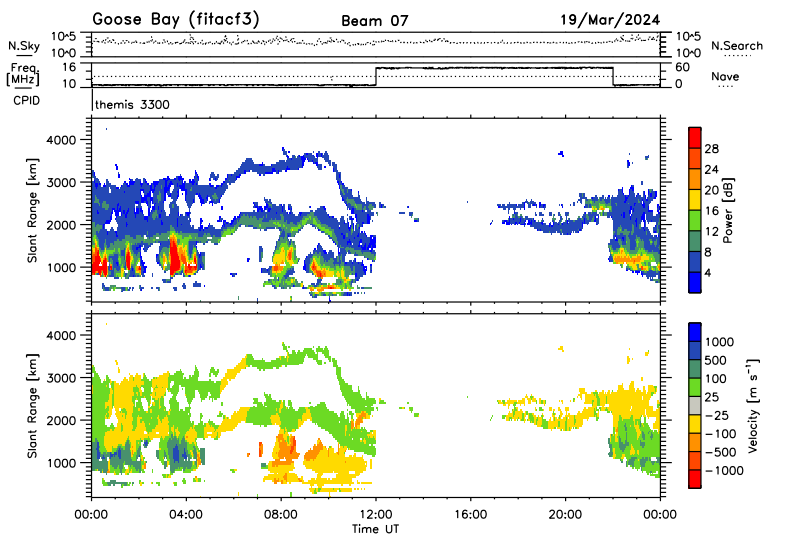 Goose Bay (fitacf3) Beam 07 19/Mar/2024
N.Sky 10^5 10^0 10^5 10^0 N.Search
Freq. [MHz] 16 10 60 0 Nave
CPID themis 3300
Slant Range [km] 4000 3000 2000 1000
Power [dB] 28 24 20 16 12 8 4
Slant Range [km] 4000 3000 2000 1000
Velocity [m s⁻¹] 1000 500 100 25 −25 −100 −500 −1000
00:00 04:00 08:00 12:00 16:00 20:00 00:00
Time UT